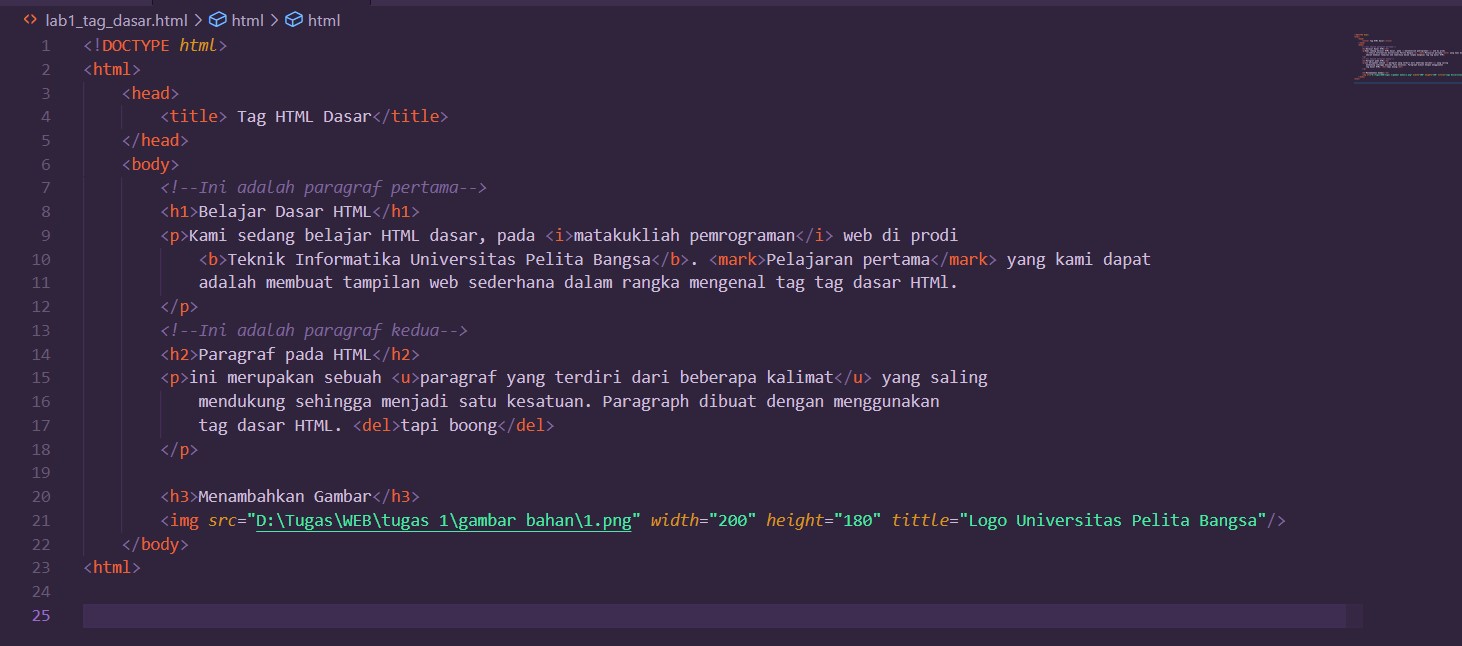 lab1_tag_dasar.html > html > html
1 <!DOCTYPE html>
2 <html>
3 <head>
4 <title> Tag HTML Dasar</title>
5 </head>
6 <body>
7 <!--Ini adalah paragraf pertama-->
8 <h1>Belajar Dasar HTML</h1>
9 <p>Kami sedang belajar HTML dasar, pada <i>matakukliah pemrograman</i> web di prodi
10 <b>Teknik Informatika Universitas Pelita Bangsa</b>. <mark>Pelajaran pertama</mark> yang kami dapat
11 adalah membuat tampilan web sederhana dalam rangka mengenal tag tag dasar HTMl.
12 </p>
13 <!--Ini adalah paragraf kedua-->
14 <h2>Paragraf pada HTML</h2>
15 <p>ini merupakan sebuah <u>paragraf yang terdiri dari beberapa kalimat</u> yang saling
16 mendukung sehingga menjadi satu kesatuan. Paragraph dibuat dengan menggunakan
17 tag dasar HTML. <del>tapi boong</del>
18 </p>
19
20 <h3>Menambahkan Gambar</h3>
21 <img src="D:\Tugas\WEB\tugas 1\gambar bahan\1.png" width="200" height="180" tittle="Logo Universitas Pelita Bangsa"/>
22 </body>
23 <html>
24
25